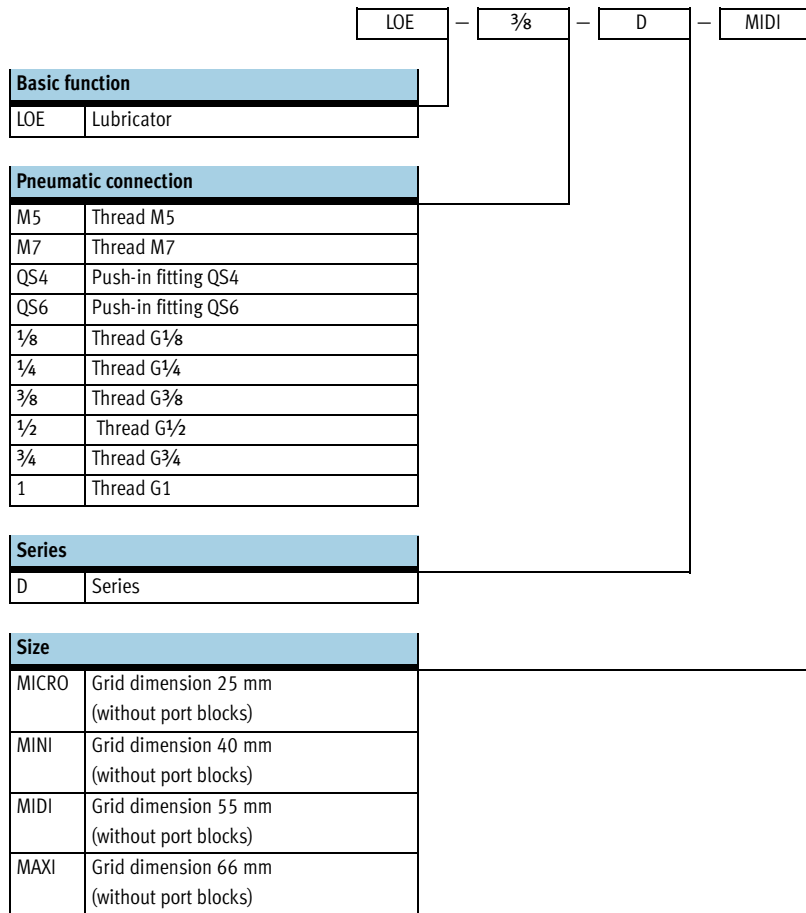 LOE – ⅜ – D – MIDI
Basic function
LOE Lubricator
Pneumatic connection
M5 Thread M5
M7 Thread M7
QS4 Push-in fitting QS4
QS6 Push-in fitting QS6
⅛ Thread G⅛
¼ Thread G¼
⅜ Thread G⅜
½ Thread G½
¾ Thread G¾
1 Thread G1
Series
D Series
Size
MICRO Grid dimension 25 mm
(without port blocks)
MINI Grid dimension 40 mm
(without port blocks)
MIDI Grid dimension 55 mm
(without port blocks)
MAXI Grid dimension 66 mm
(without port blocks)